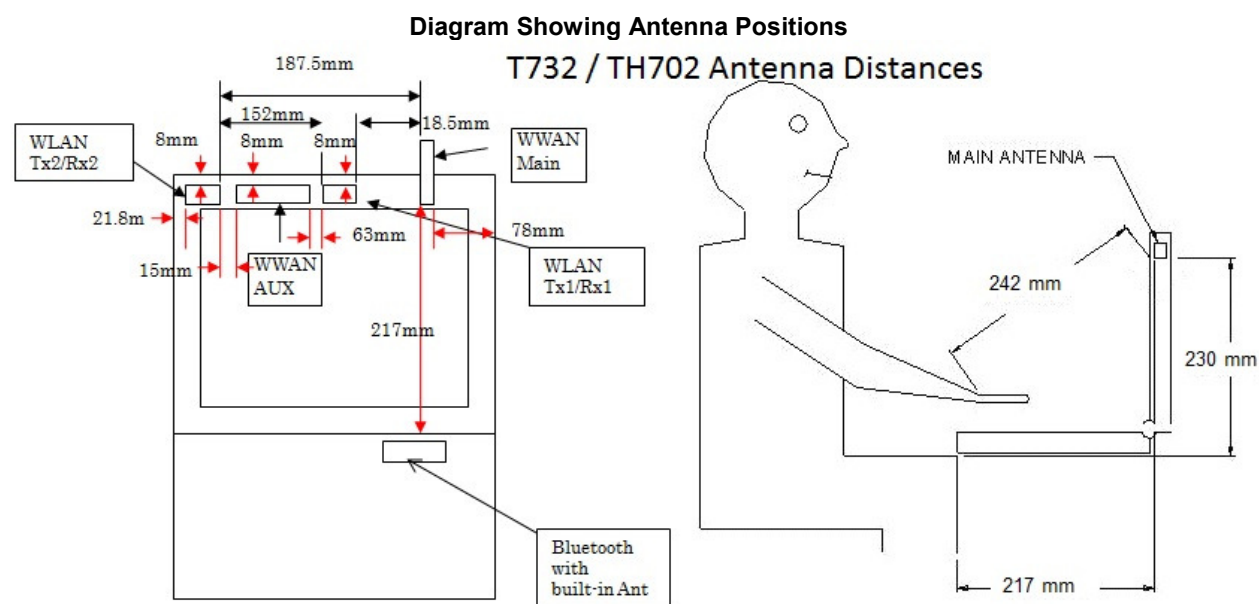 Diagram Showing Antenna Positions
T732 / TH702 Antenna Distances
187.5mm
152mm
18.5mm
WLAN
Tx2/Rx2
8mm
8mm
8mm
WWAN
Main
MAIN ANTENNA
21.8m
63mm
78mm
15mm
WWAN
AUX
WLAN
Tx1/Rx1
242 mm
217mm
230 mm
Bluetooth
with
built-in Ant
217 mm